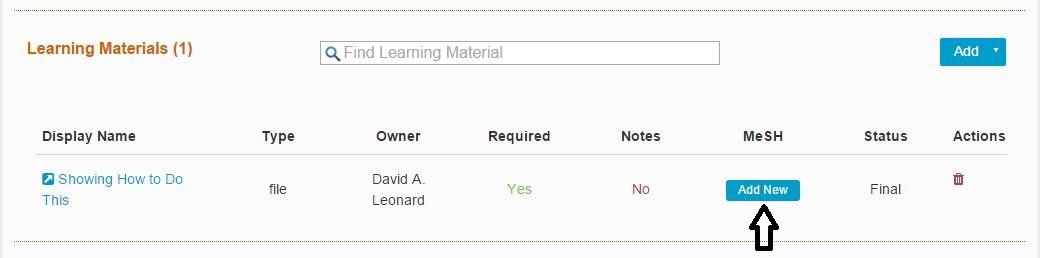 Learning Materials (1)
Find Learning Material
Add
Display Name Type Owner Required Notes MeSH Status Actions
Showing How to Do This file David A. Leonard Yes No Add New Final